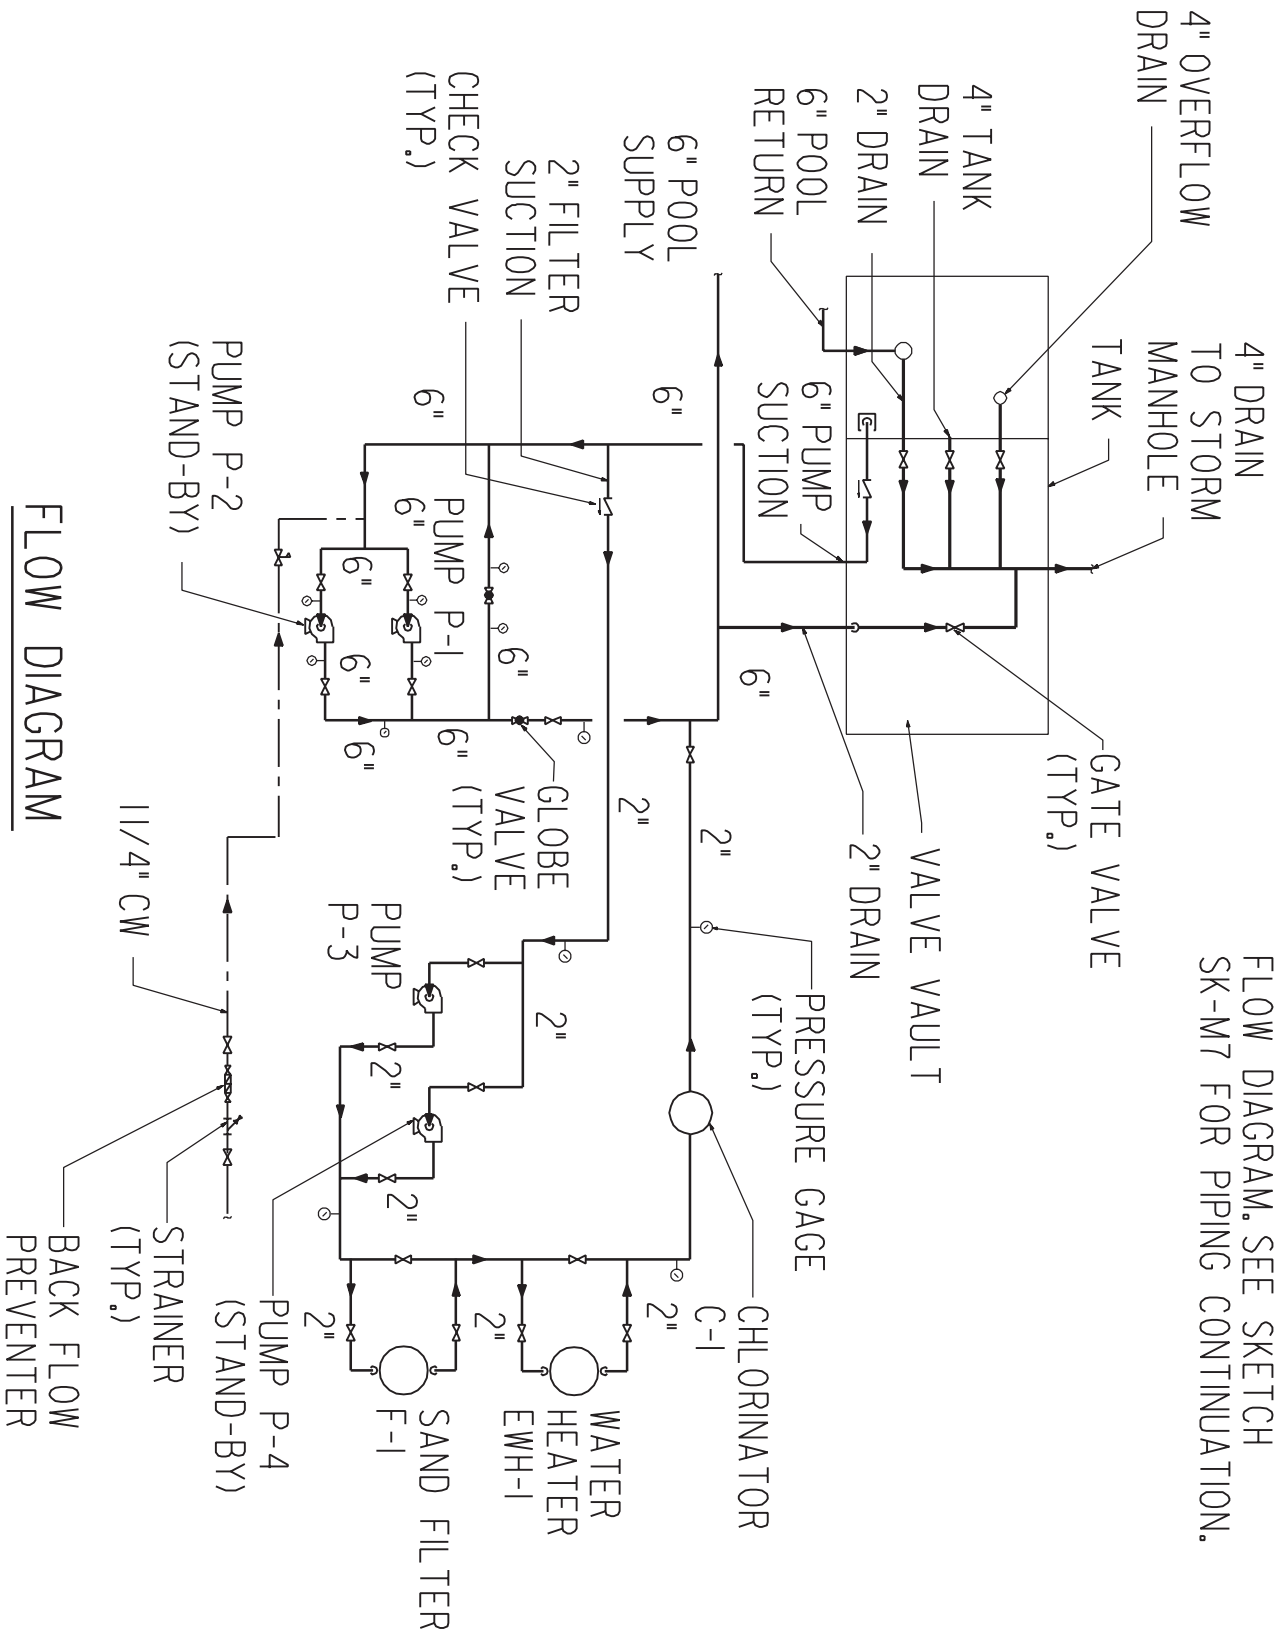 FLOW DIAGRAM. SEE SKETCH
SK-M7 FOR PIPING CONTINUATION.
4" OVERFLOW
DRAIN
4" TANK
DRAIN
2" DRAIN
6" POOL
RETURN
4" DRAIN
TO STORM
MANHOLE
TANK
GATE VALVE
(TYP.)
VALVE VAULT
2" DRAIN
6" PUMP
SUCTION
6" POOL
SUPPLY
6"
6"
2" FILTER
SUCTION
CHECK VALVE
(TYP.)
PRESSURE GAGE
(TYP.)
2"
2"
CHLORINATOR
C-1
2"
GLOBE
VALVE
(TYP.)
6"
6"
PUMP P-1
6"
6"
6"
6"
6"
PUMP P-2
(STAND-BY)
2"
PUMP
P-3
2"
2"
2"
WATER
HEATER
EWH-1
2"
SAND FILTER
F-1
PUMP P-4
(STAND-BY)
11/4" CW
STRAINER
(TYP.)
BACK FLOW
PREVENTER
FLOW DIAGRAM